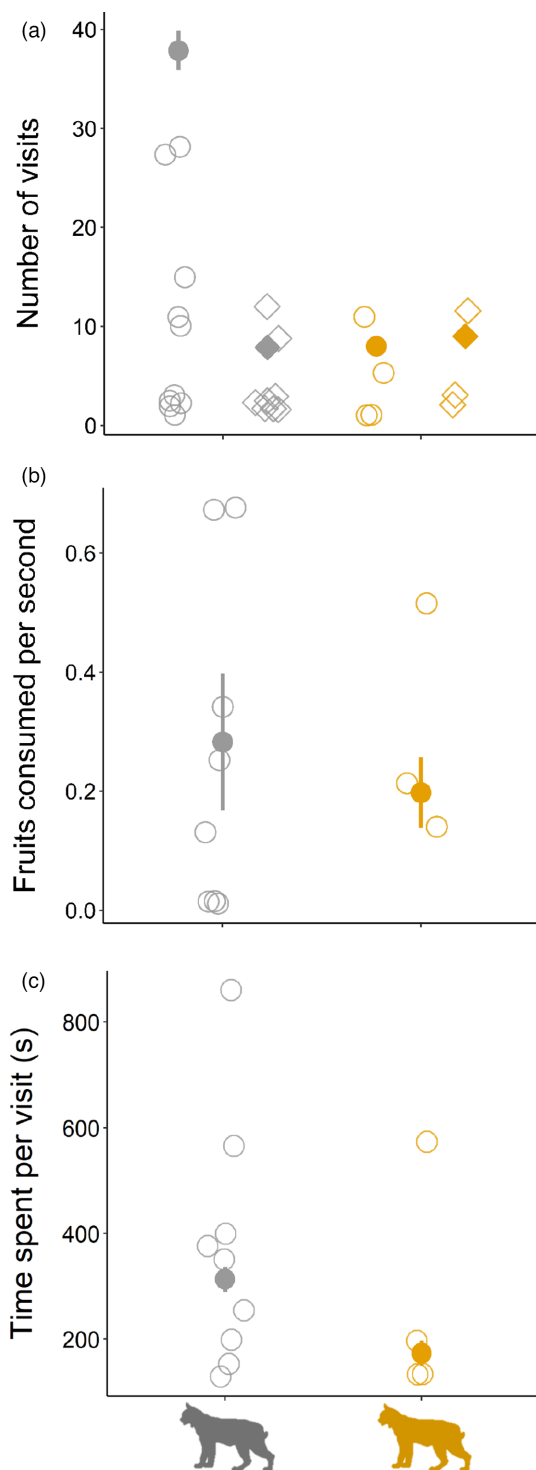 (a)
Number of visits
40
30
20
10
0
(b)
Fruits consumed per second
0.6
0.4
0.2
0.0
(c)
Time spent per visit (s)
800
600
400
200